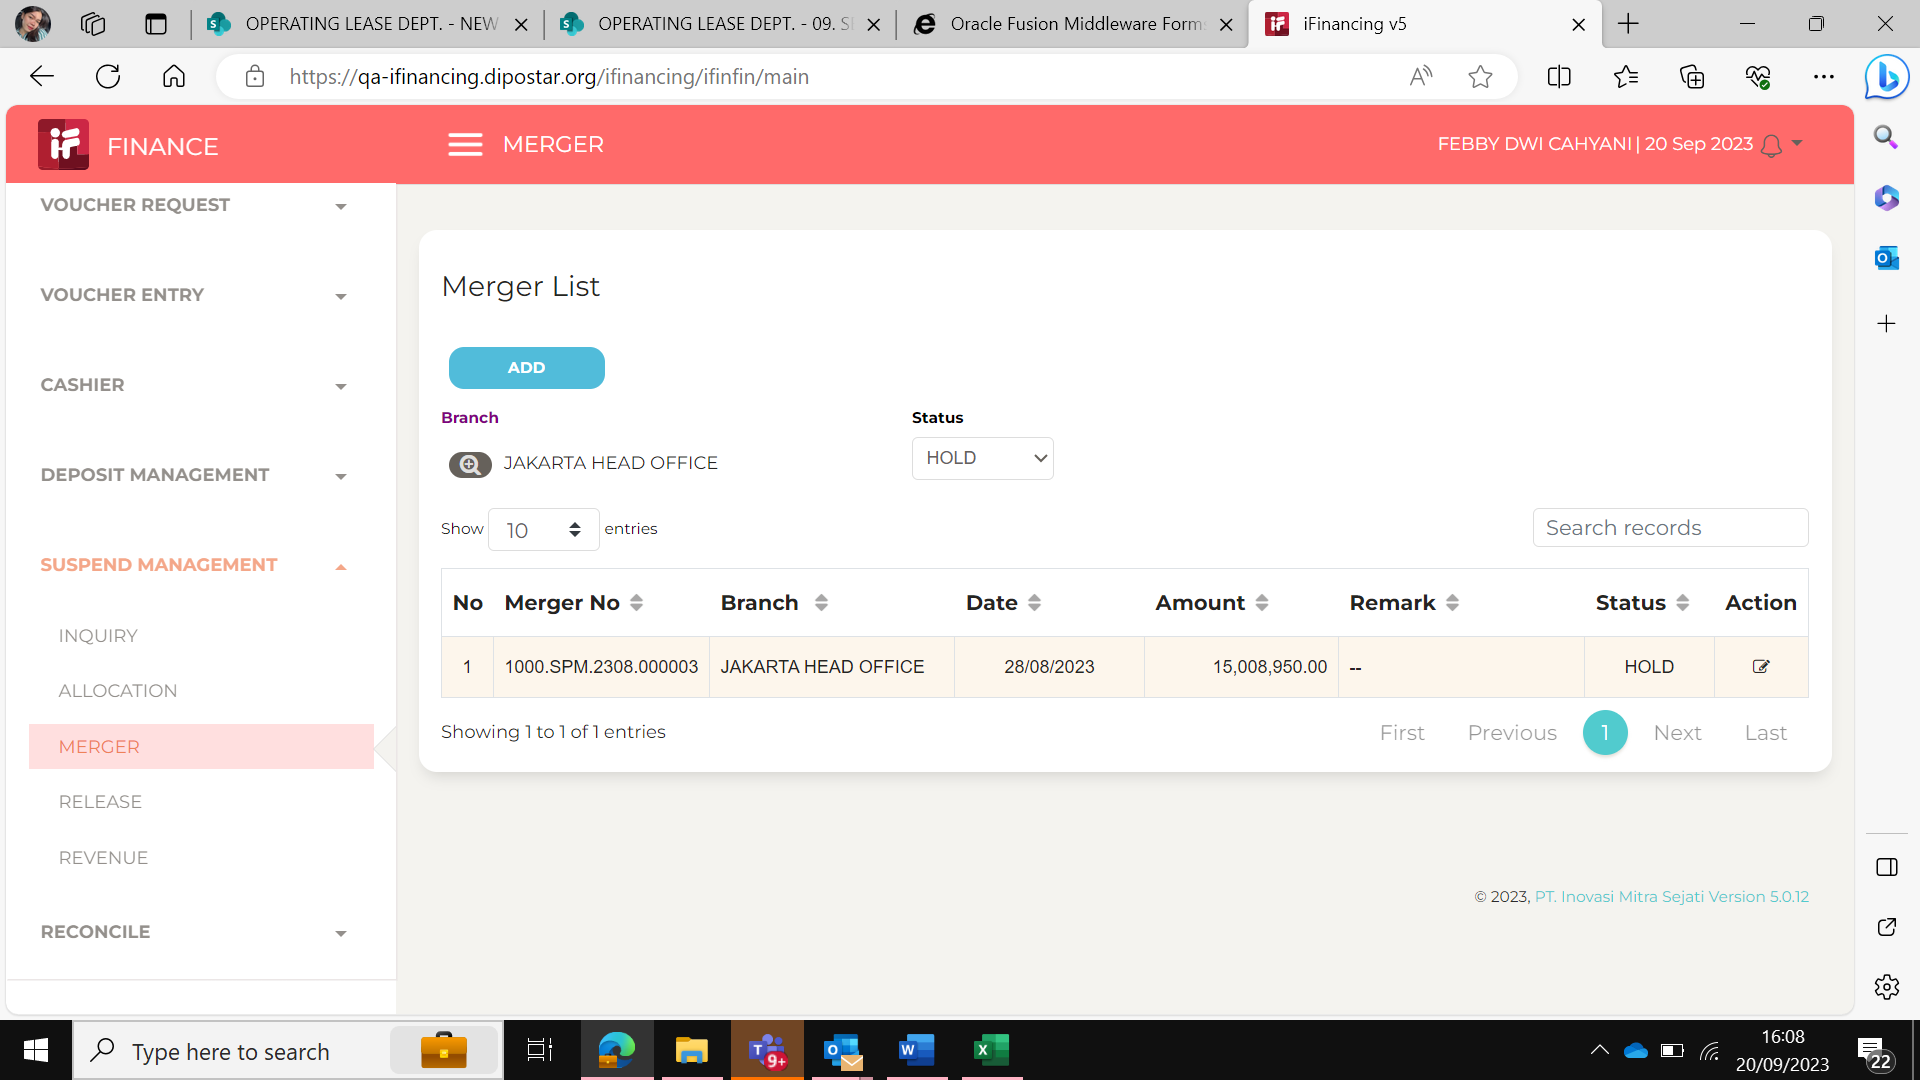 OPERATING LEASE DEPT. - NEW
OPERATING LEASE DEPT. - 09. S
Oracle Fusion Middleware Forms
iFinancing v5
https://qa-ifinancing.dipostar.org/ifinancing/ifinfin/main
iF FINANCE
MERGER
FEBBY DWI CAHYANI | 20 Sep 2023
VOUCHER REQUEST
VOUCHER ENTRY
CASHIER
DEPOSIT MANAGEMENT
SUSPEND MANAGEMENT
INQUIRY
ALLOCATION
MERGER
RELEASE
REVENUE
RECONCILE
Merger List
ADD
Branch
Status
JAKARTA HEAD OFFICE
HOLD
Show 10 entries
Search records
No Merger No Branch Date Amount Remark Status Action
1 1000.SPM.2308.000003 JAKARTA HEAD OFFICE 28/08/2023 15,008,950.00 -- HOLD
Showing 1 to 1 of 1 entries
First Previous 1 Next Last
© 2023, PT. Inovasi Mitra Sejati Version 5.0.12
Type here to search
9+
16:08
20/09/2023
22